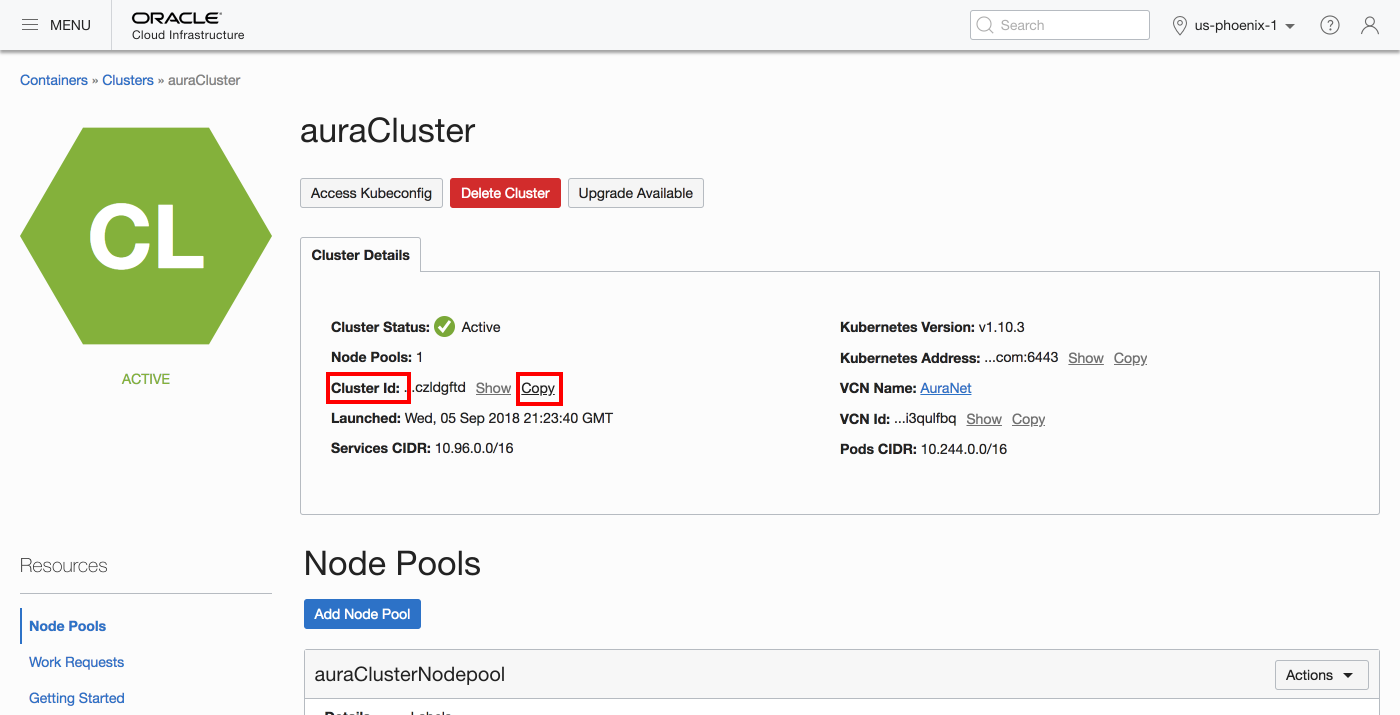 MENU
ORACLE
Cloud Infrastructure
Search
us-phoenix-1
?
Containers » Clusters » auraCluster
CL
ACTIVE
auraCluster
Access Kubeconfig Delete Cluster Upgrade Available
Cluster Details
Cluster Status: Active
Node Pools: 1
Cluster Id: ...czldgftd Show Copy
Launched: Wed, 05 Sep 2018 21:23:40 GMT
Services CIDR: 10.96.0.0/16
Kubernetes Version: v1.10.3
Kubernetes Address: ...com:6443 Show Copy
VCN Name: AuraNet
VCN Id: ...i3qulfbq Show Copy
Pods CIDR: 10.244.0.0/16
Resources
Node Pools
Work Requests
Getting Started
Node Pools
Add Node Pool
auraClusterNodepool
Actions
Details Labels